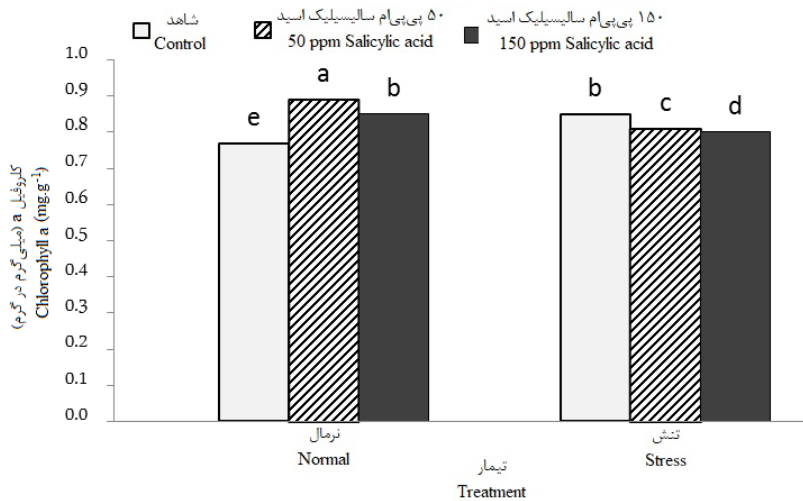 شاهد
Control
۵۰ پی‌پی‌ام سالیسیلیک اسید
50 ppm Salicylic acid
۱۵۰ پی‌پی‌ام سالیسیلیک اسید
150 ppm Salicylic acid
کلروفیل a (میلی‌گرم در گرم)
Chlorophyll a (mg.g⁻¹)
1.0
0.9
0.8
0.7
0.6
0.5
0.4
0.3
0.2
0.1
0.0
e
a
b
b
c
d
نرمال
Normal
تنش
Stress
تیمار
Treatment